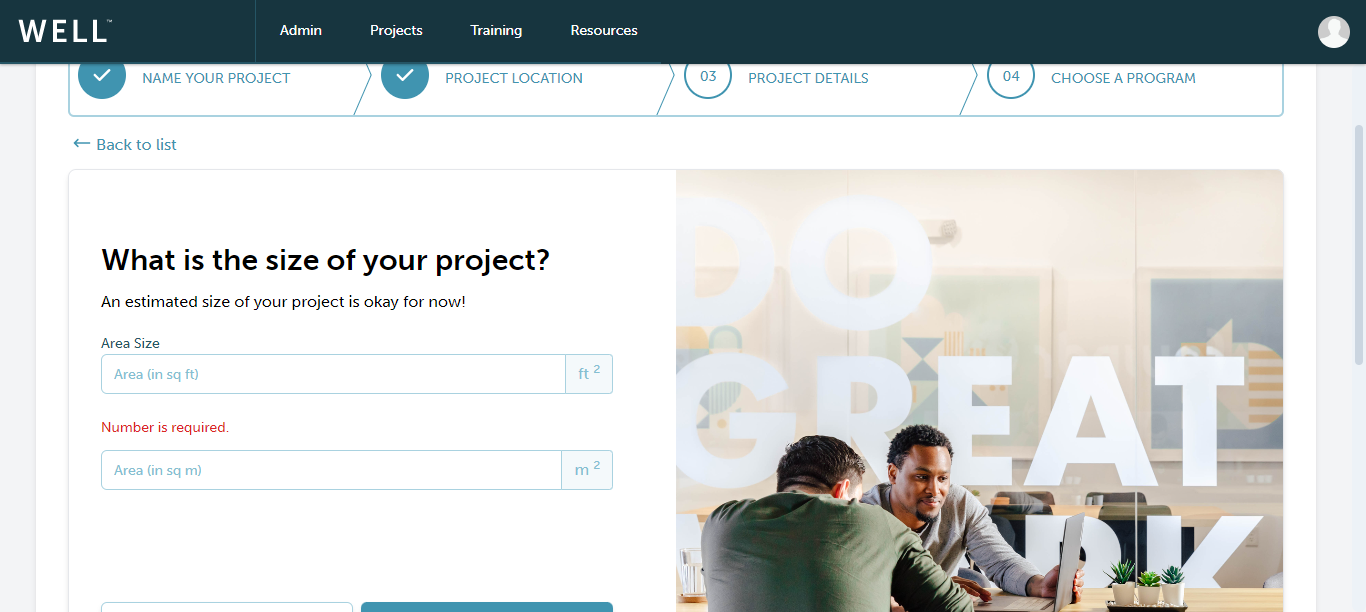 WELL™
Admin
Projects
Training
Resources
NAME YOUR PROJECT
PROJECT LOCATION
03
PROJECT DETAILS
04
CHOOSE A PROGRAM
← Back to list
What is the size of your project?
An estimated size of your project is okay for now!
Area Size
Area (in sq ft)
ft 2
Number is required.
Area (in sq m)
m 2
DO
GREAT